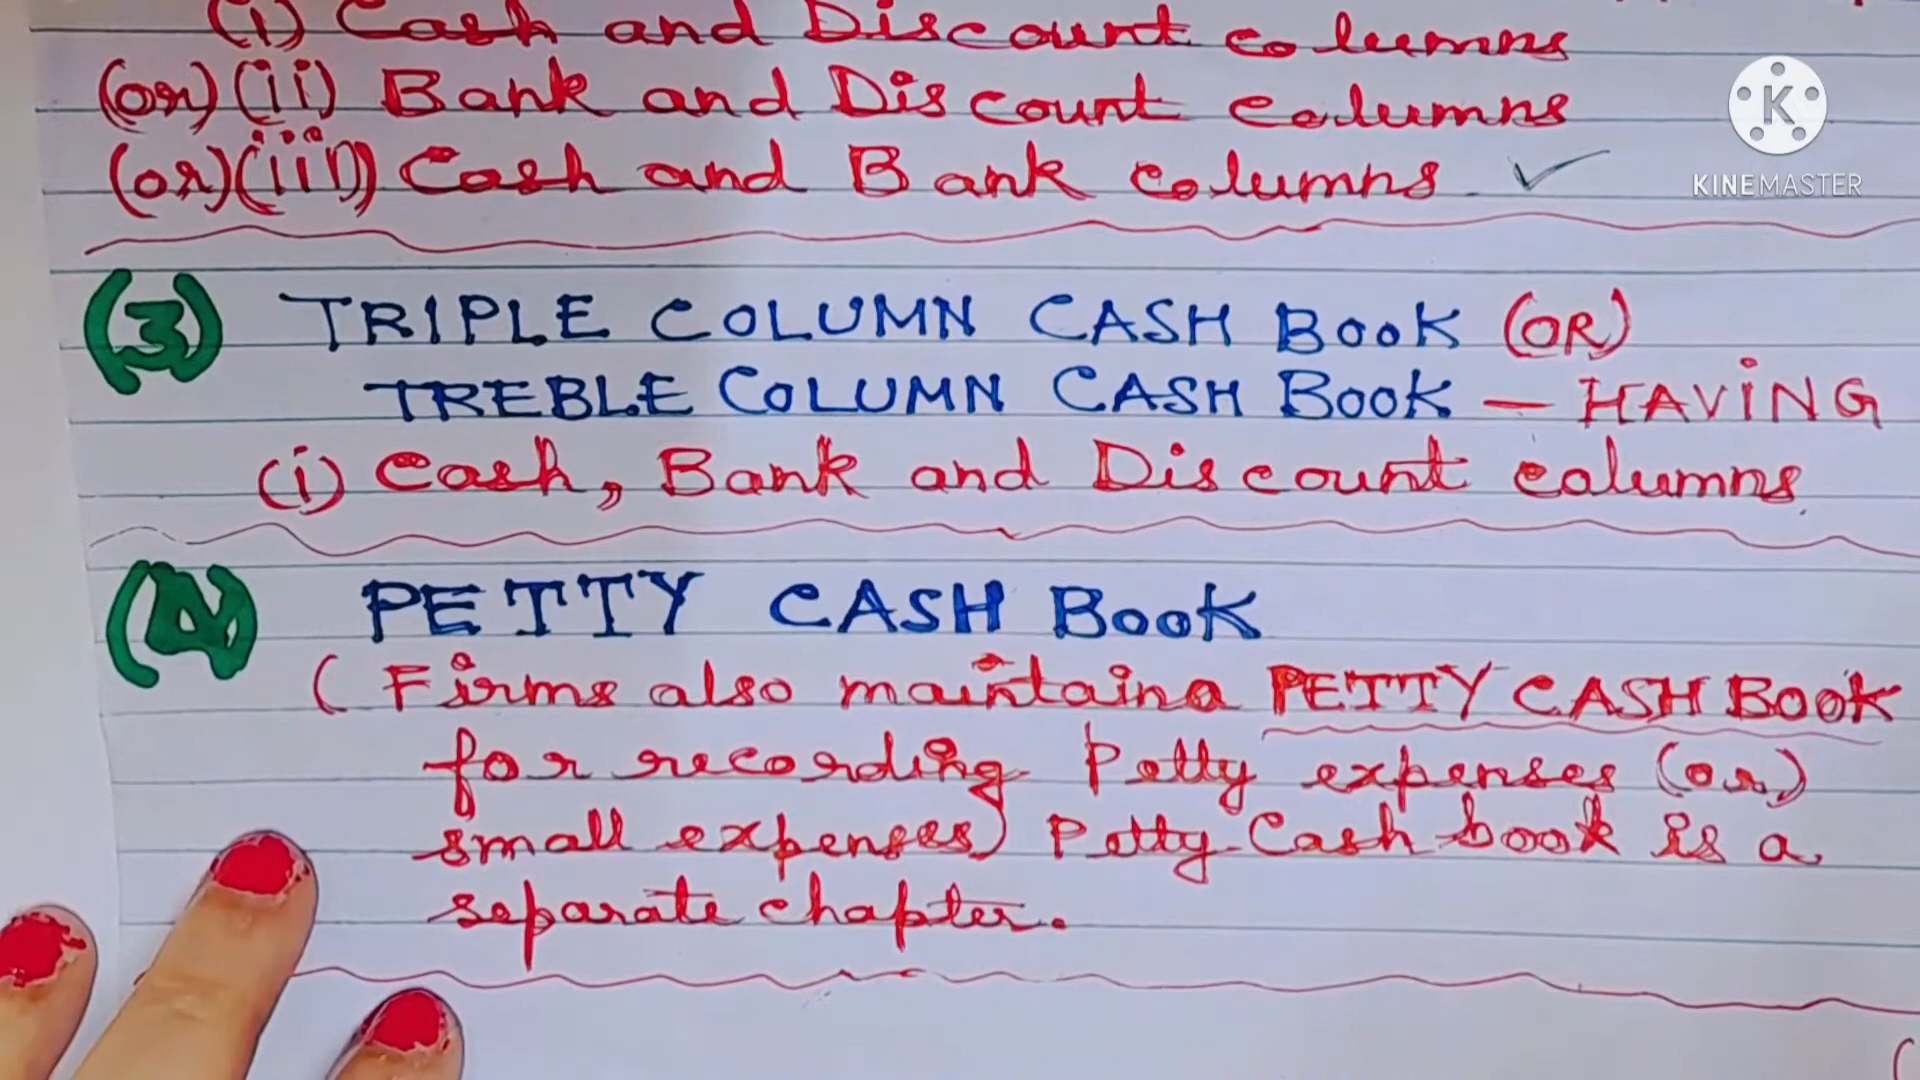 (i) Cash and Discount columns
(or) (ii) Bank and Discount columns
(or) (iii) Cash and Bank columns
K
KINEMASTER
(3) TRIPLE COLUMN CASH BOOK (OR)
TREBLE COLUMN CASH BOOK — HAVING
(i) Cash, Bank and Discount columns
(4) PETTY CASH BOOK
( Firms also maintain a PETTY CASH BOOK
for recording Petty expenses (or)
small expenses) Petty Cash book is a
separate chapter.